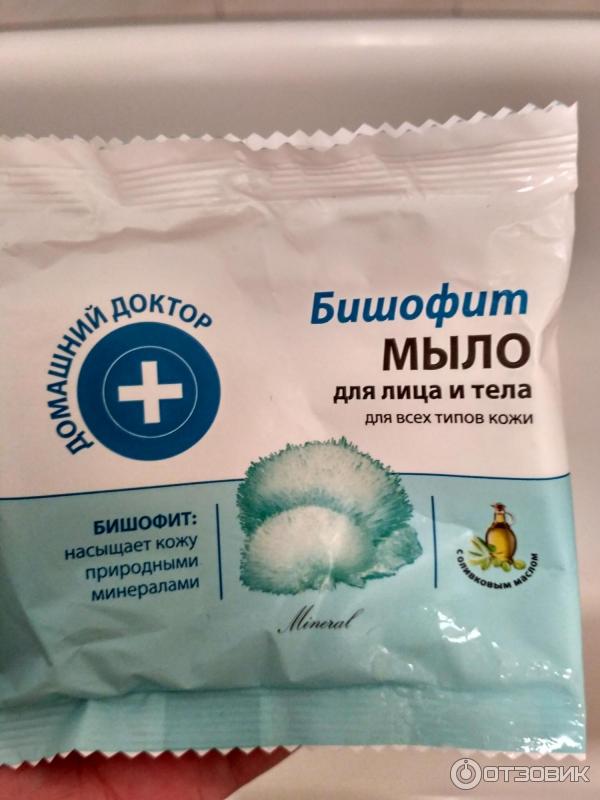 ДОМАШНИЙ ДОКТОР
Бишофит
МЫЛО
для лица и тела
для всех типов кожи
БИШОФИТ:
насыщает кожу
природными
минералами
Mineral
с оливковым маслом
ОТЗОВИК